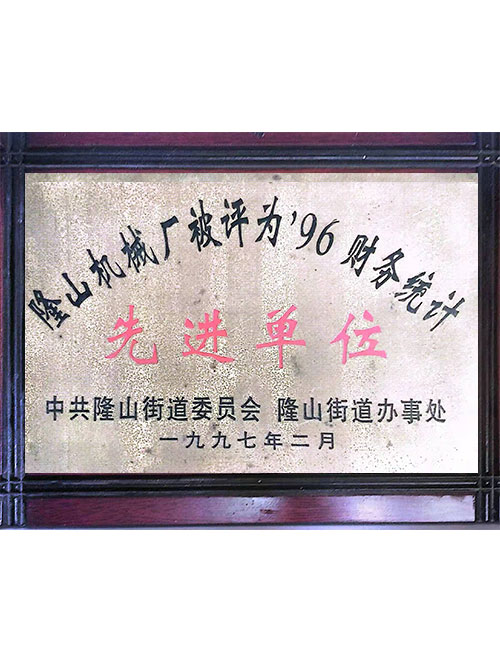 隆山机械厂被评为'96财务统计
先进单位
中共隆山街道委员会 隆山街道办事处
一九九七年二月